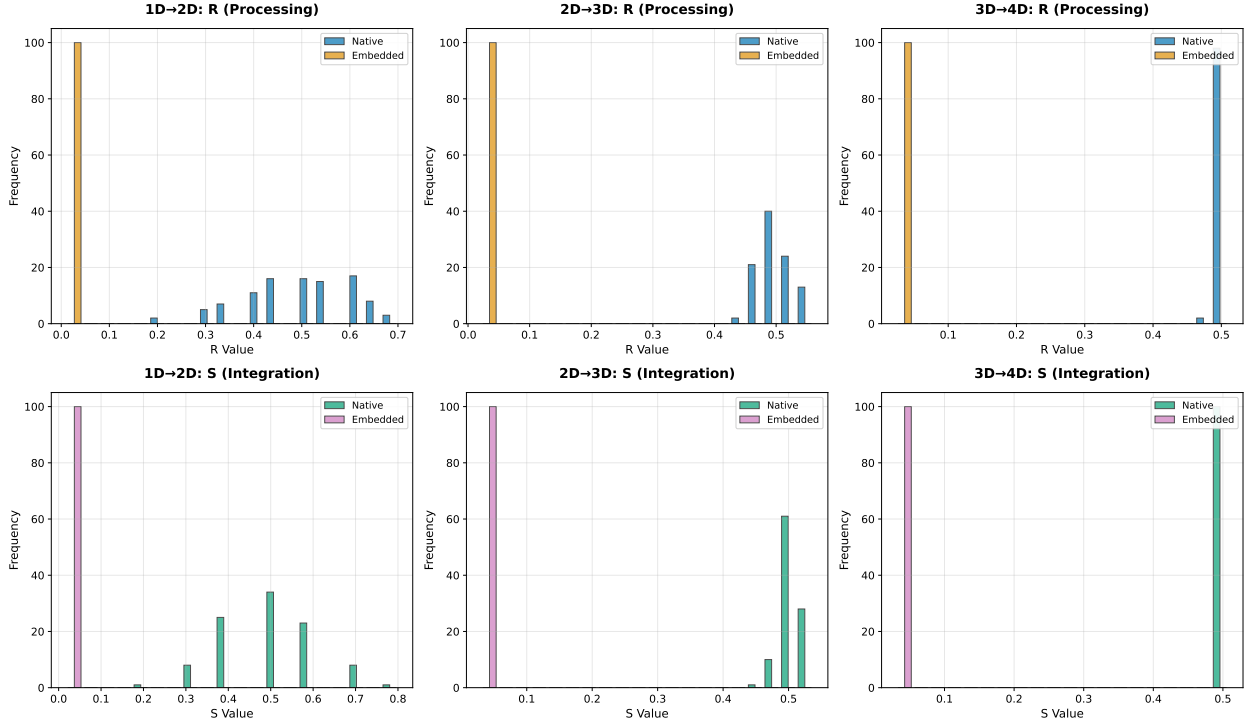 1D→2D: R (Processing)
100
80
60
40
20
0
Frequency
Native
Embedded
0.0 0.1 0.2 0.3 0.4 0.5 0.6 0.7
R Value
2D→3D: R (Processing)
100
80
60
40
20
0
Frequency
Native
Embedded
0.0 0.1 0.2 0.3 0.4 0.5
R Value
3D→4D: R (Processing)
100
80
60
40
20
0
Frequency
Native
Embedded
0.1 0.2 0.3 0.4 0.5
R Value
1D→2D: S (Integration)
100
80
60
40
20
0
Frequency
Native
Embedded
0.0 0.1 0.2 0.3 0.4 0.5 0.6 0.7 0.8
S Value
2D→3D: S (Integration)
100
80
60
40
20
0
Frequency
Native
Embedded
0.1 0.2 0.3 0.4 0.5
S Value
3D→4D: S (Integration)
100
80
60
40
20
0
Frequency
Native
Embedded
0.1 0.2 0.3 0.4 0.5
S Value